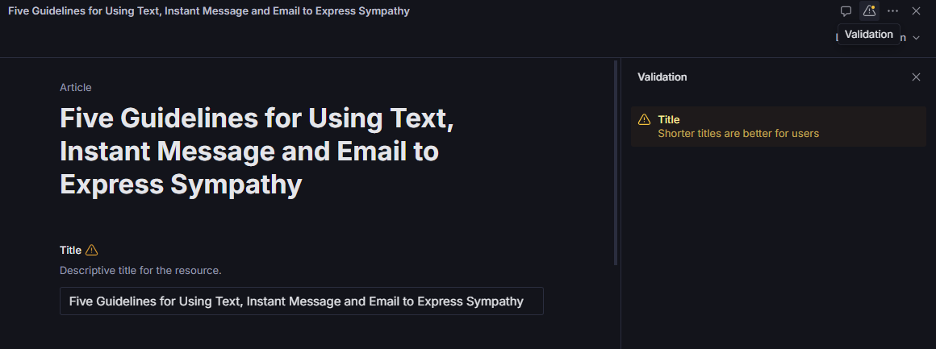 Five Guidelines for Using Text, Instant Message and Email to Express Sympathy
Validation
Article
Five Guidelines for Using Text,
Instant Message and Email to
Express Sympathy
Title
Descriptive title for the resource.
Five Guidelines for Using Text, Instant Message and Email to Express Sympathy
Validation
Title
Shorter titles are better for users